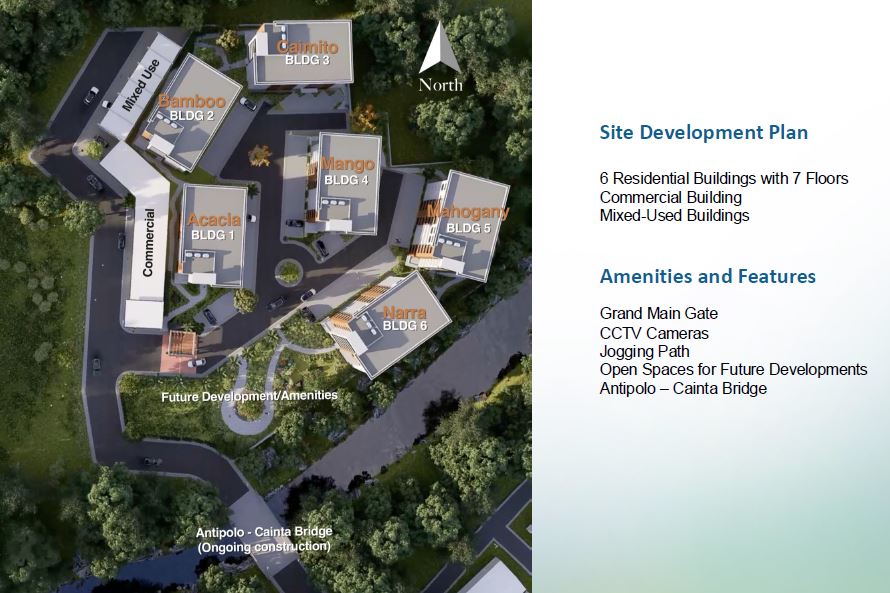 Caimito
BLDG 3
North
Mixed Use
Bamboo
BLDG 2
Mango
BLDG 4
Acacia
BLDG 1
Mahogany
BLDG 5
Commercial
Narra
BLDG 6
Future Development/Amenities
Antipolo - Cainta Bridge
(Ongoing construction)
Site Development Plan
6 Residential Buildings with 7 Floors
Commercial Building
Mixed-Used Buildings
Amenities and Features
Grand Main Gate
CCTV Cameras
Jogging Path
Open Spaces for Future Developments
Antipolo – Cainta Bridge